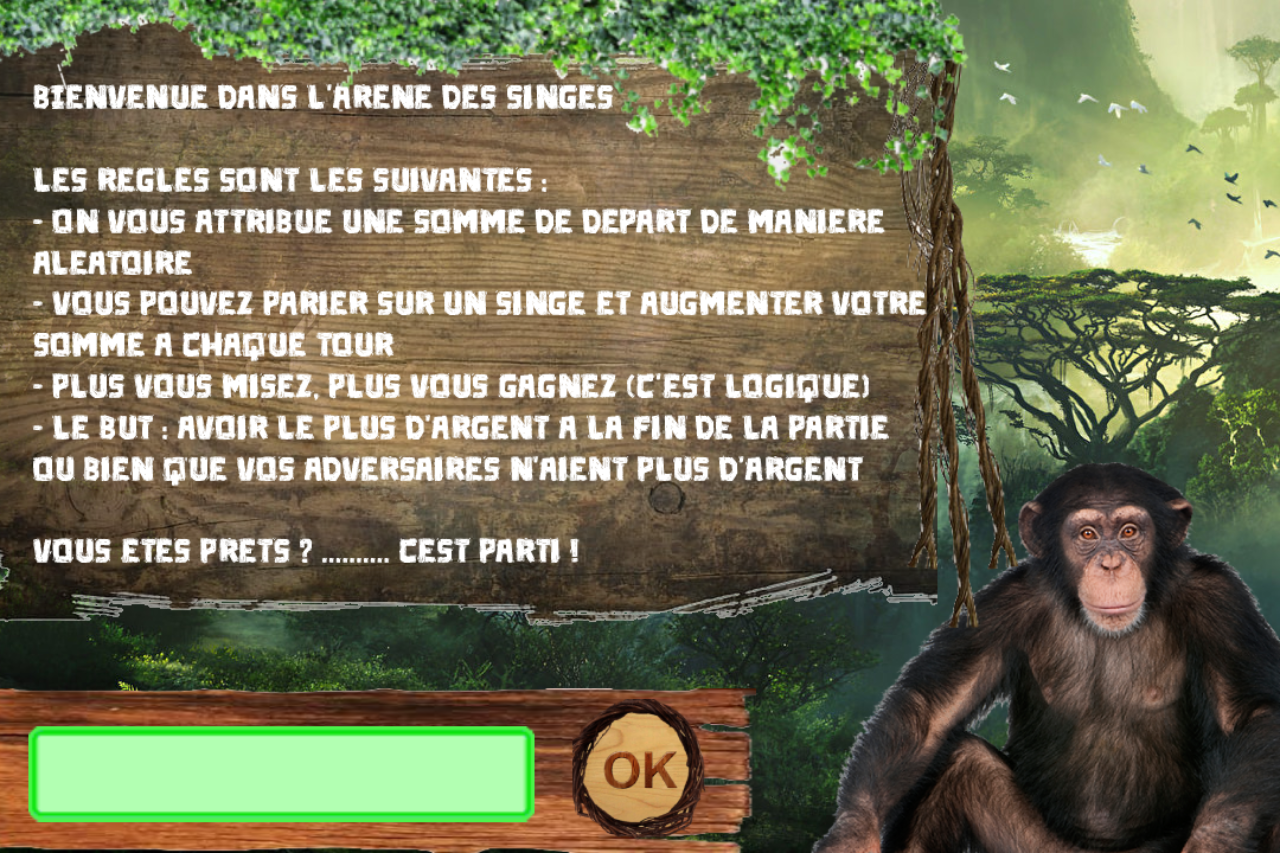 BIENVENUE DANS L'ARENE DES SINGES
LES REGLES SONT LES SUIVANTES :
- ON VOUS ATTRIBUE UNE SOMME DE DEPART DE MANIERE
ALEATOIRE
- VOUS POUVEZ PARIER SUR UN SINGE ET AUGMENTER VOTRE
SOMME A CHAQUE TOUR
- PLUS VOUS MISEZ, PLUS VOUS GAGNEZ (C'EST LOGIQUE)
- LE BUT : AVOIR LE PLUS D'ARGENT A LA FIN DE LA PARTIE
OU BIEN QUE VOS ADVERSAIRES N'AIENT PLUS D'ARGENT
VOUS ETES PRETS ? .......... CEST PARTI !
OK